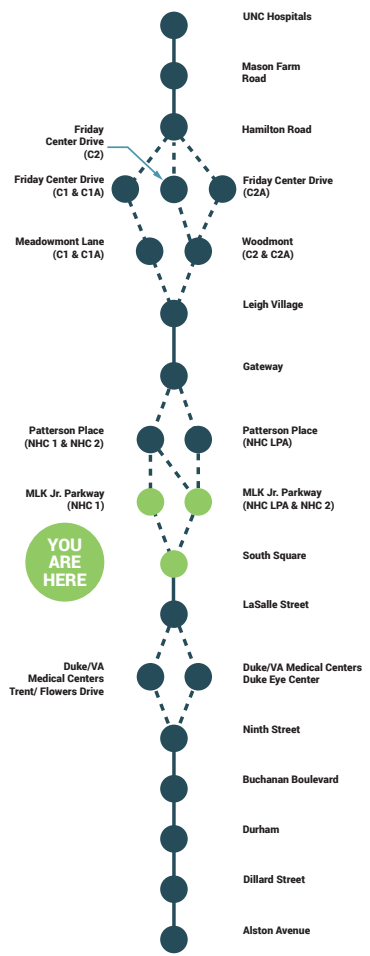 UNC Hospitals
Mason Farm
Road
Hamilton Road
Friday
Center Drive
(C2)
Friday Center Drive
(C1 & C1A)
Friday Center Drive
(C2A)
Meadowmont Lane
(C1 & C1A)
Woodmont
(C2 & C2A)
Leigh Village
Gateway
Patterson Place
(NHC 1 & NHC 2)
Patterson Place
(NHC LPA)
MLK Jr. Parkway
(NHC 1)
MLK Jr. Parkway
(NHC LPA & NHC 2)
YOU
ARE
HERE
South Square
LaSalle Street
Duke/VA
Medical Centers
Trent/ Flowers Drive
Duke/VA Medical Centers
Duke Eye Center
Ninth Street
Buchanan Boulevard
Durham
Dillard Street
Alston Avenue